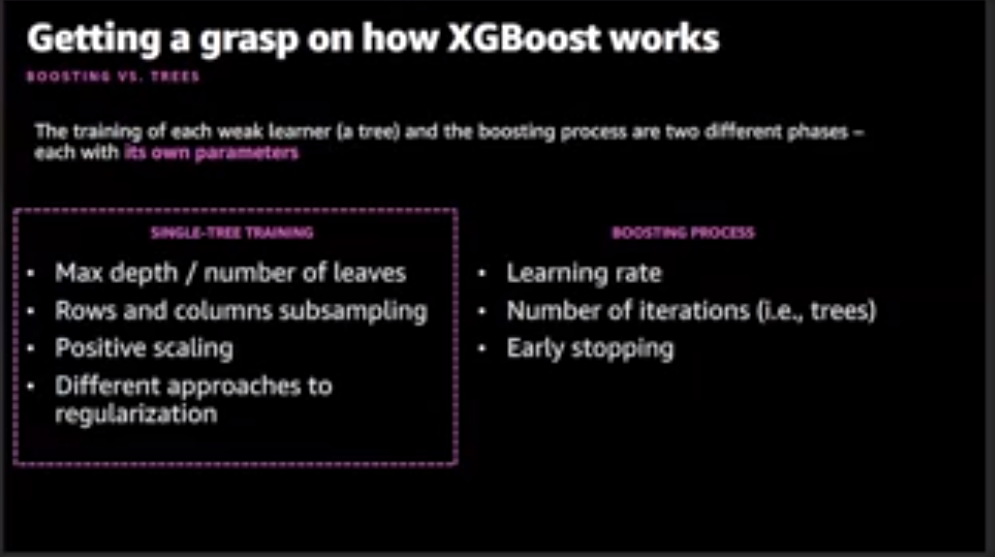 Getting a grasp on how XGBoost works
BOOSTING VS. TREES
The training of each weak learner (a tree) and the boosting process are two different phases –
each with its own parameters
SINGLE-TREE TRAINING
• Max depth / number of leaves
• Rows and columns subsampling
• Positive scaling
• Different approaches to
regularization
BOOSTING PROCESS
• Learning rate
• Number of iterations (i.e., trees)
• Early stopping